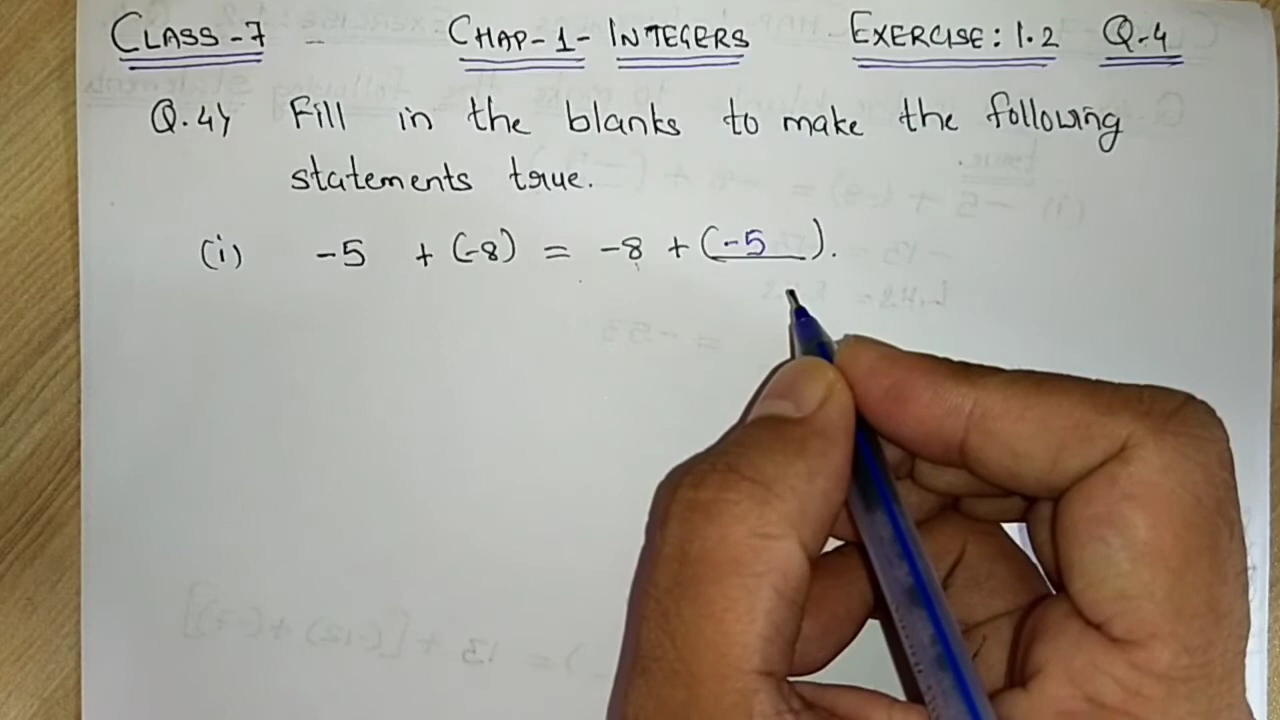 CLASS-7 - CHAP-1- INTEGERS EXERCISE: 1.2 Q-4
Q.4) Fill in the blanks to make the following
statements true.
(i) -5 + (-8) = -8 + (-5).